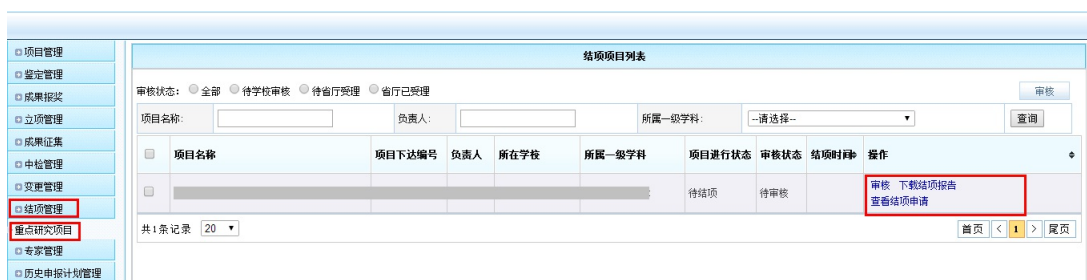 项目管理
鉴定管理
成果报奖
立项管理
成果征集
中检管理
变更管理
结项管理
重点研究项目
专家管理
历史申报计划管理
结项项目列表
审核状态： 全部 待学校审核 待省厅受理 省厅已受理 审核
项目名称: 负责人: 所属一级学科: --请选择-- 查询
项目名称 项目下达编号 负责人 所在学校 所属一级学科 项目进行状态 审核状态 结项时间 操作
待结项 待审核 审核 下载结项报告
查看结项申请
共1条记录 20 首页 < 1 > 尾页